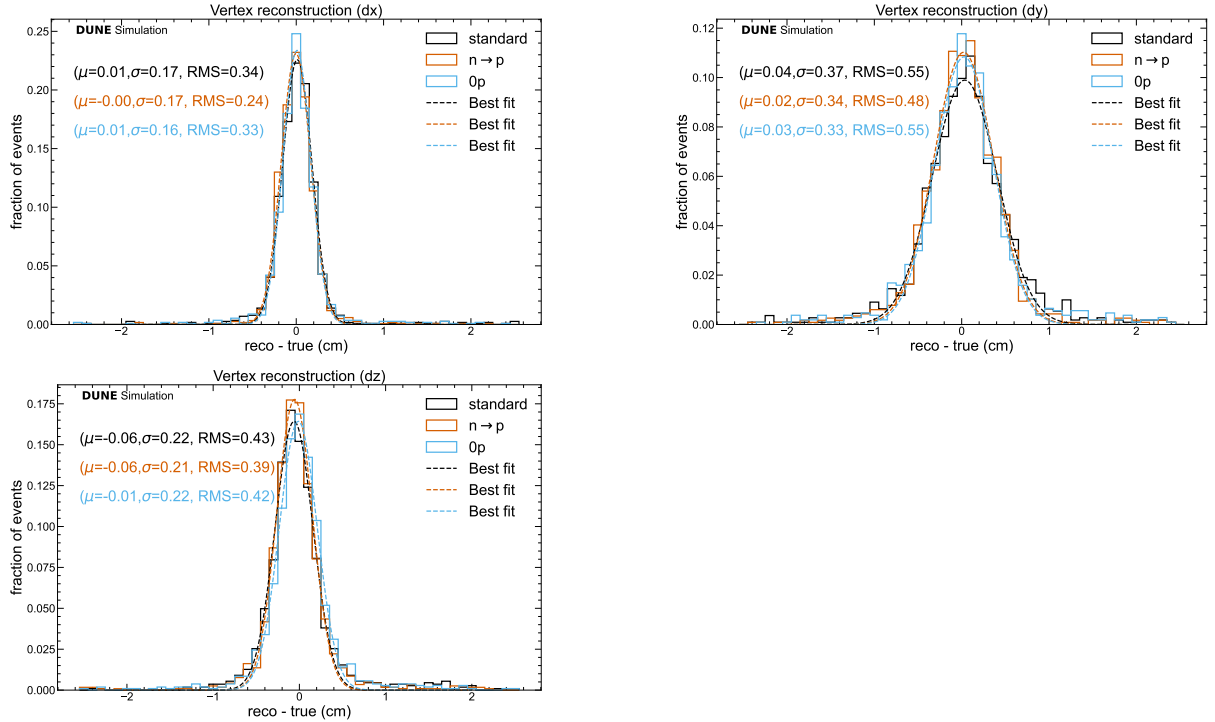 Vertex reconstruction (dx)
DUNE Simulation
(μ=0.01,σ=0.17, RMS=0.34)
(μ=-0.00,σ=0.17, RMS=0.24)
(μ=0.01,σ=0.16, RMS=0.33)
standard
n → p
0p
Best fit
Best fit
Best fit
fraction of events
0.25
0.20
0.15
0.10
0.05
0.00
−2 −1 0 1 2
reco - true (cm)
Vertex reconstruction (dy)
DUNE Simulation
(μ=0.04,σ=0.37, RMS=0.55)
(μ=0.02,σ=0.34, RMS=0.48)
(μ=0.03,σ=0.33, RMS=0.55)
standard
n → p
0p
Best fit
Best fit
Best fit
fraction of events
0.12
0.10
0.08
0.06
0.04
0.02
0.00
−2 −1 0 1 2
reco - true (cm)
Vertex reconstruction (dz)
DUNE Simulation
(μ=-0.06,σ=0.22, RMS=0.43)
(μ=-0.06,σ=0.21, RMS=0.39)
(μ=-0.01,σ=0.22, RMS=0.42)
standard
n → p
0p
Best fit
Best fit
Best fit
fraction of events
0.175
0.150
0.125
0.100
0.075
0.050
0.025
0.000
−2 −1 0 1 2
reco - true (cm)